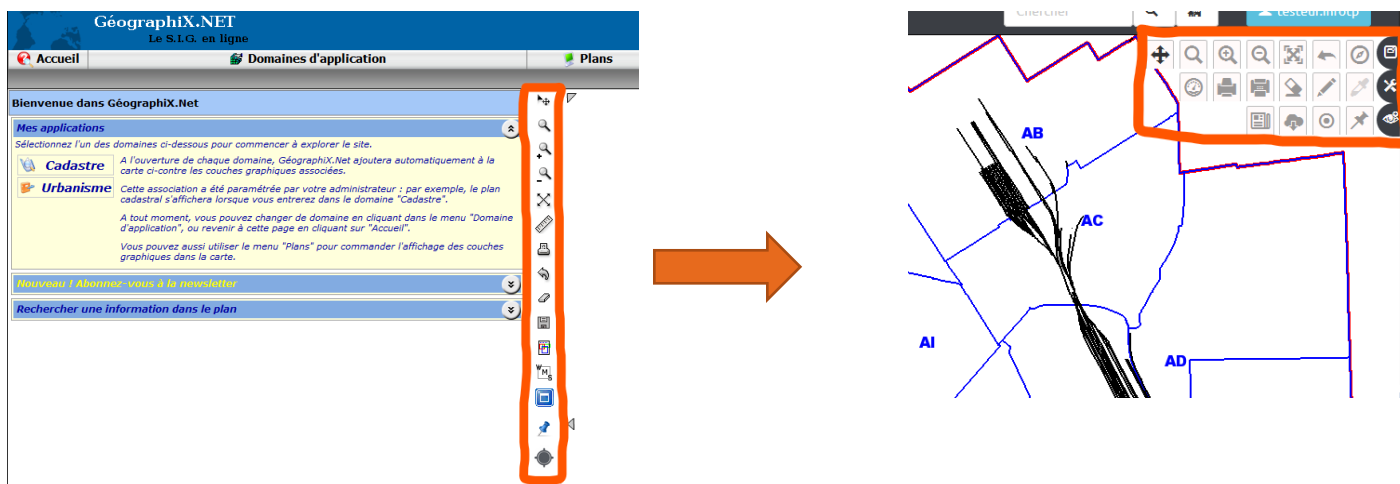 GéographiX.NET
Le S.I.G. en ligne
Accueil
Domaines d'application
Plans
Bienvenue dans GéographiX.Net
Mes applications
Sélectionnez l'un des domaines ci-dessous pour commencer à explorer le site.
Cadastre
Urbanisme
A l'ouverture de chaque domaine, GéographiX.Net ajoutera automatiquement à la
carte ci-contre les couches graphiques associées.
Cette association a été paramétrée par votre administrateur : par exemple, le plan
cadastral s'affichera lorsque vous entrerez dans le domaine "Cadastre".
A tout moment, vous pouvez changer de domaine en cliquant dans le menu "Domaine
d'application", ou revenir à cette page en cliquant sur "Accueil".
Vous pouvez aussi utiliser le menu "Plans" pour commander l'affichage des couches
graphiques dans la carte.
Nouveau ! Abonnez-vous à la newsletter
Rechercher une information dans le plan
WMS
Chercher
testeur.infotp
AB
AC
AI
AD